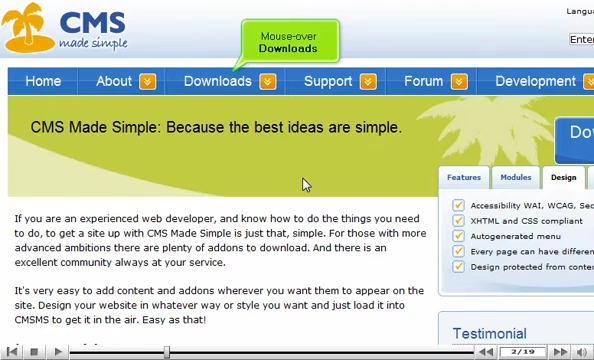 CMS
made simple
Mouse-over
Downloads
Home
About
Downloads
Support
Forum
Development
CMS Made Simple: Because the best ideas are simple.
Features
Modules
Design
Accessibility WAI, WCAG,
XHTML and CSS compliant
Autogenerated menu
Every page can have
Design protected from
If you are an experienced web developer, and know how to do the things you need
to do, to get a site up with CMS Made Simple is just that, simple. For those with more
advanced ambitions there are plenty of addons to download. And there is an
excellent community always at your service.
It's very easy to add content and addons wherever you want them to appear on the
site. Design your website in whatever way or style you want and just load it into
CMSMS to get it in the air. Easy as that!
Testimonial
2/19